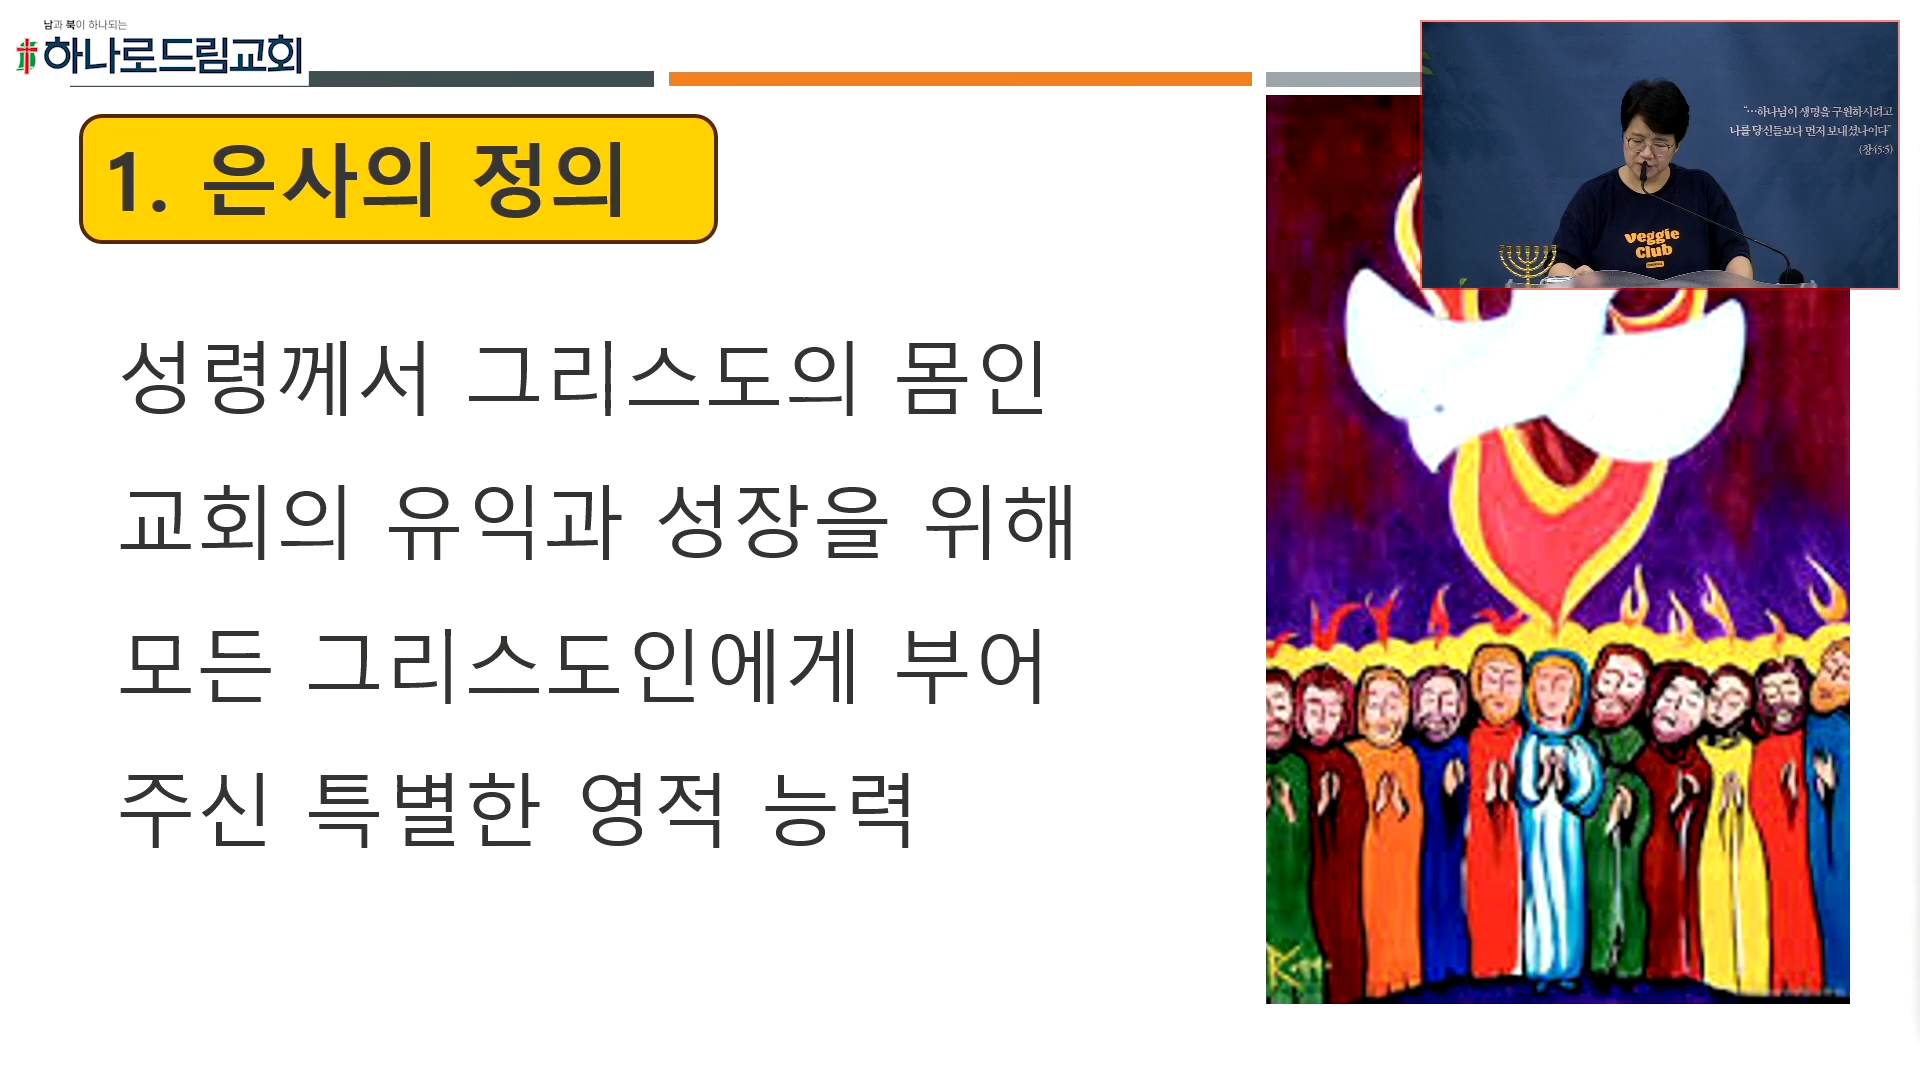 남과 북이 하나되는
하나로드림교회
1. 은사의 정의
성령께서 그리스도의 몸인
교회의 유익과 성장을 위해
모든 그리스도인에게 부어
주신 특별한 영적 능력
“…하나님이 생명을 구원하시려고
나를 당신들보다 먼저 보내셨나이다”
(창45:5)
Veggie
Club